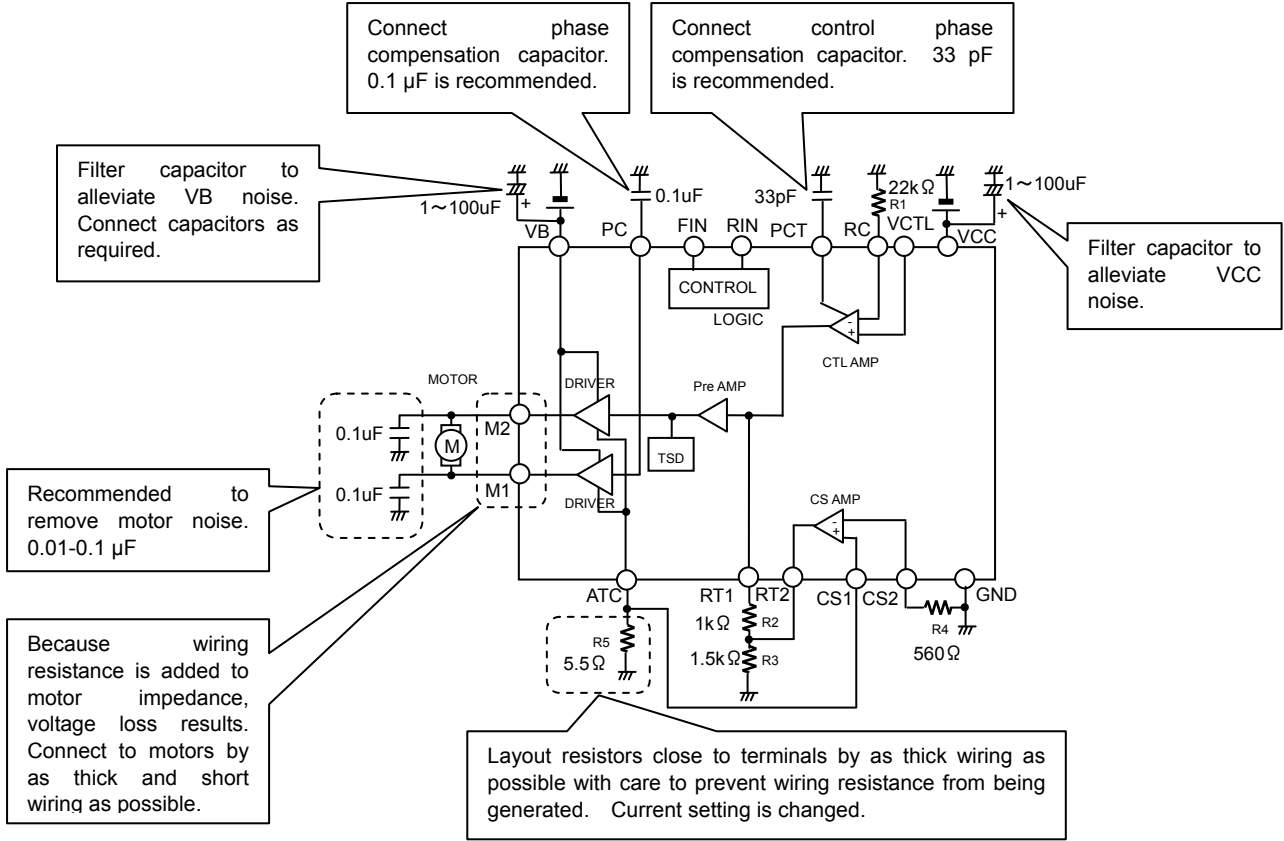 Connect phase
compensation capacitor.
0.1 µF is recommended.
Connect control phase
compensation capacitor. 33 pF
is recommended.
Filter capacitor to
alleviate VB noise.
Connect capacitors as
required.
1～100uF
+
0.1uF
33pF
22kΩ
R1
1～100uF
+
VB
PC
FIN
RIN
PCT
RC
VCTL
VCC
Filter capacitor to
alleviate VCC
noise.
CONTROL
LOGIC
-
+
CTL AMP
MOTOR
DRIVER
Pre AMP
0.1uF
M2
M
TSD
0.1uF
M1
DRIVER
CS AMP
-
+
Recommended to
remove motor noise.
0.01-0.1 µF
ATC
RT1
RT2
CS1
CS2
GND
R5
5.5Ω
1kΩ
R2
1.5kΩ
R3
R4
560Ω
Because wiring
resistance is added to
motor impedance,
voltage loss results.
Connect to motors by
as thick and short
wiring as possible.
Layout resistors close to terminals by as thick wiring as
possible with care to prevent wiring resistance from being
generated. Current setting is changed.